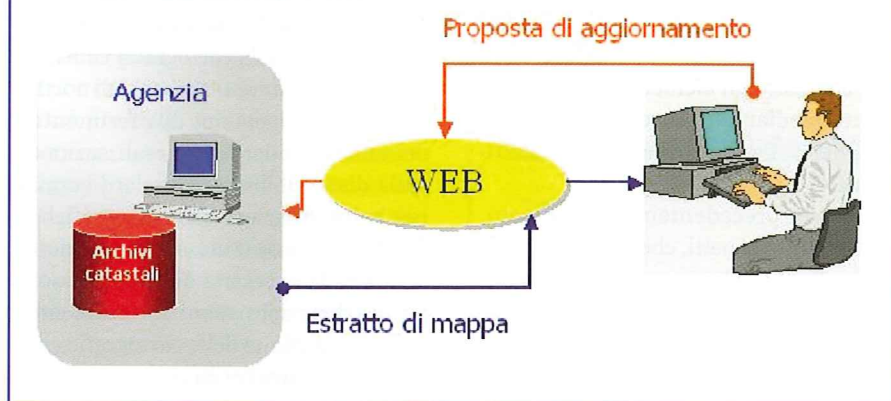 Proposta di aggiornamento
Agenzia
WEB
Archivi
catastali
Estratto di mappa